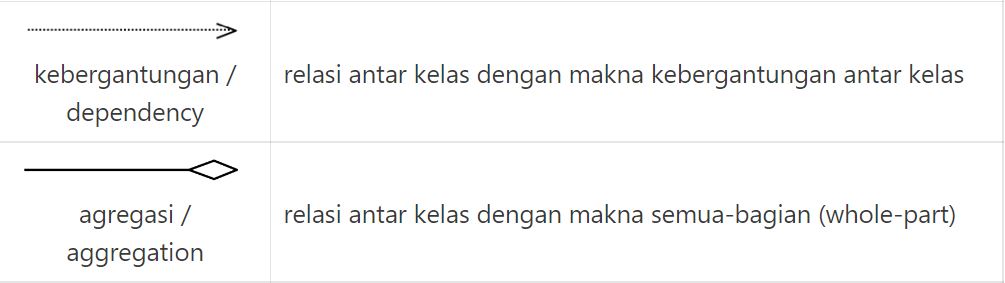 kebergantungan /
dependency
relasi antar kelas dengan makna kebergantungan antar kelas
agregasi /
aggregation
relasi antar kelas dengan makna semua-bagian (whole-part)